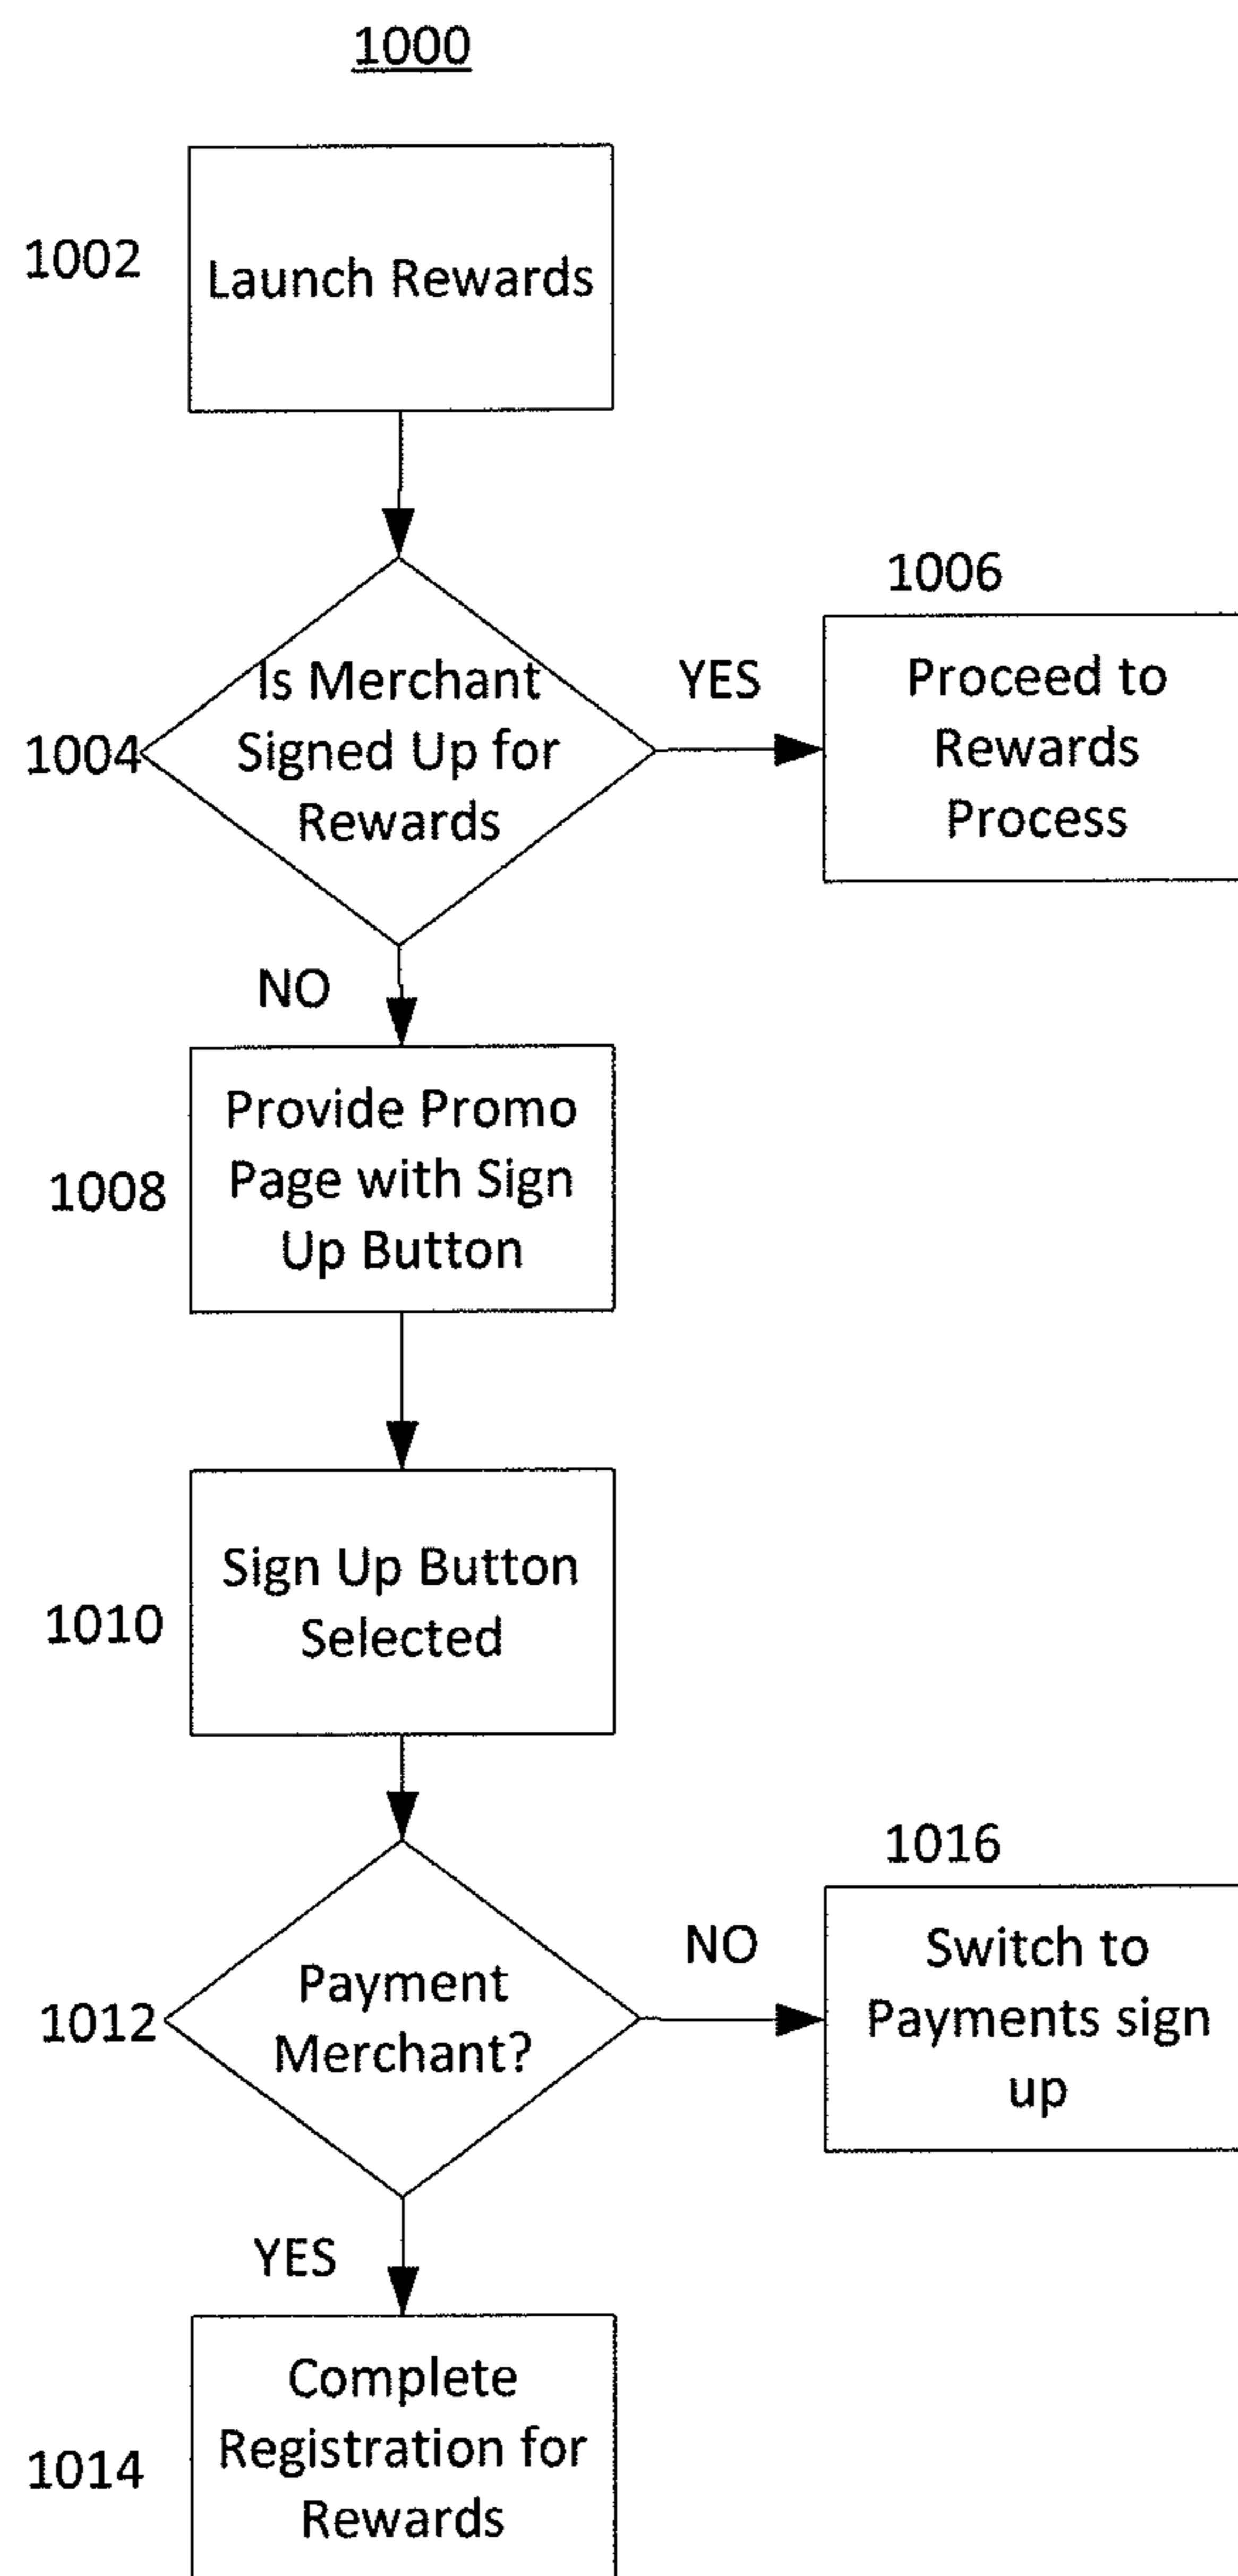 1000
1002
Launch Rewards
1004
Is Merchant
Signed Up for
Rewards
YES
1006
Proceed to
Rewards
Process
NO
1008
Provide Promo
Page with Sign
Up Button
1010
Sign Up Button
Selected
1012
Payment
Merchant?
NO
1016
Switch to
Payments sign
up
YES
1014
Complete
Registration for
Rewards